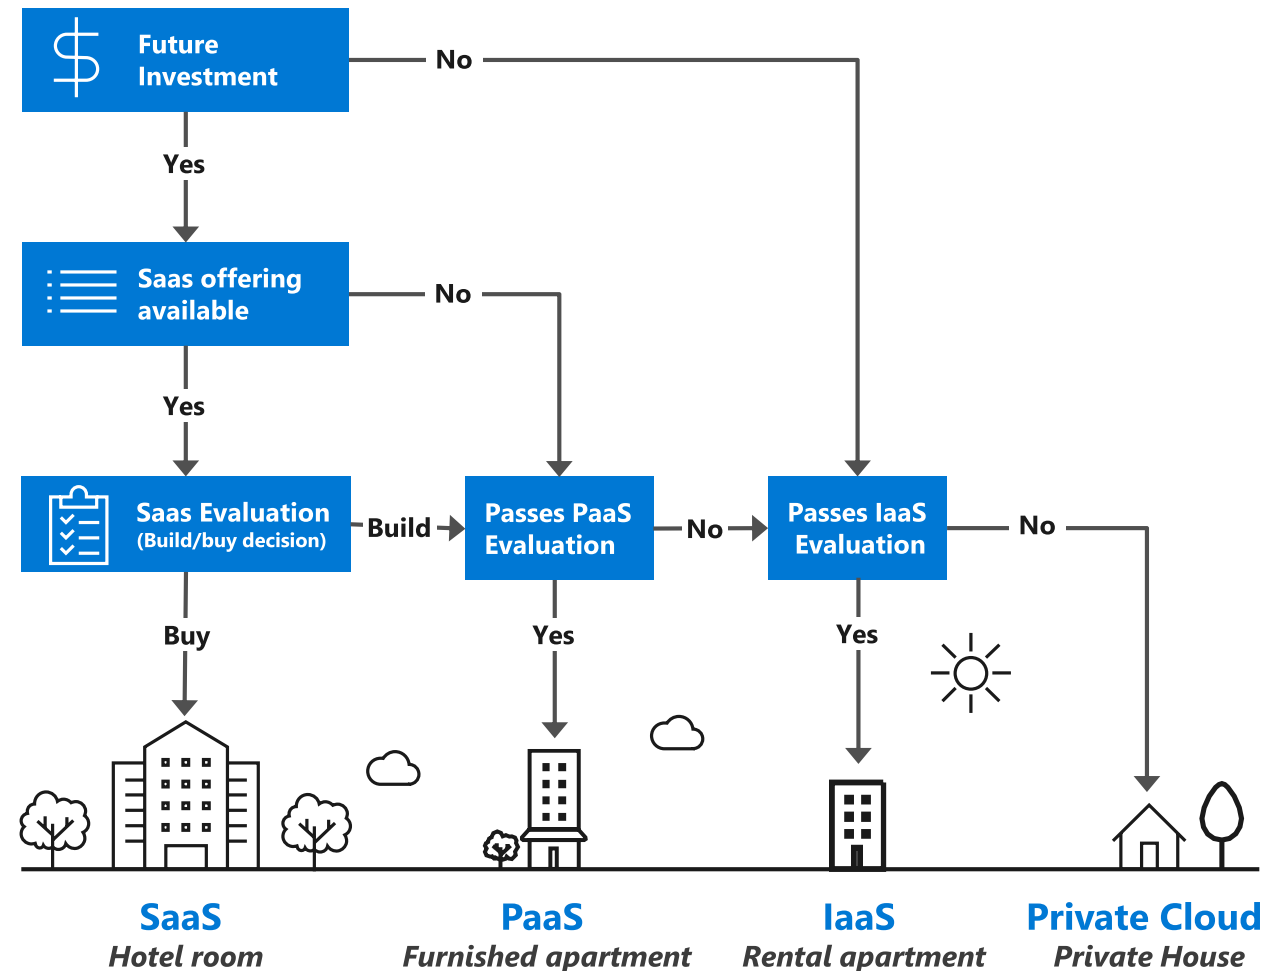 Future
Investment
No
Yes
Saas offering
available
No
Yes
Saas Evaluation
(Build/buy decision)
Build
Passes PaaS
Evaluation
No
Passes IaaS
Evaluation
No
Buy
Yes
Yes
SaaS
Hotel room
PaaS
Furnished apartment
IaaS
Rental apartment
Private Cloud
Private House